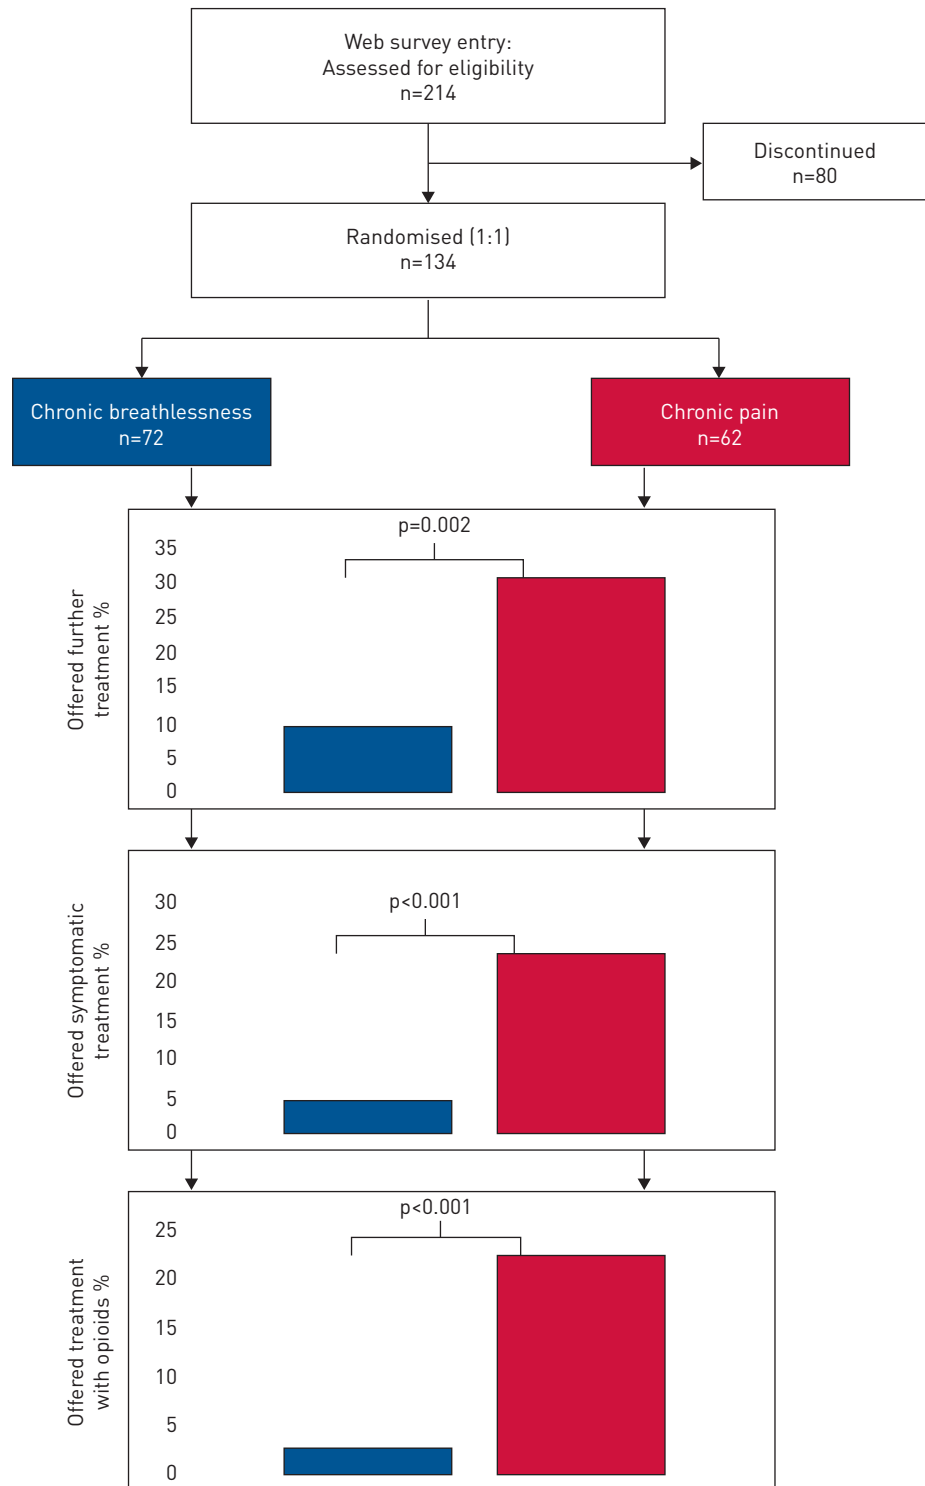 Web survey entry:
Assessed for eligibility
n=214
Discontinued
n=80
Randomised (1:1)
n=134
Chronic breathlessness
n=72
Chronic pain
n=62
p=0.002
35
30
25
20
15
10
5
0
Offered further
treatment %
p<0.001
30
25
20
15
10
5
0
Offered symptomatic
treatment %
p<0.001
25
20
15
10
5
0
Offered treatment
with opioids %